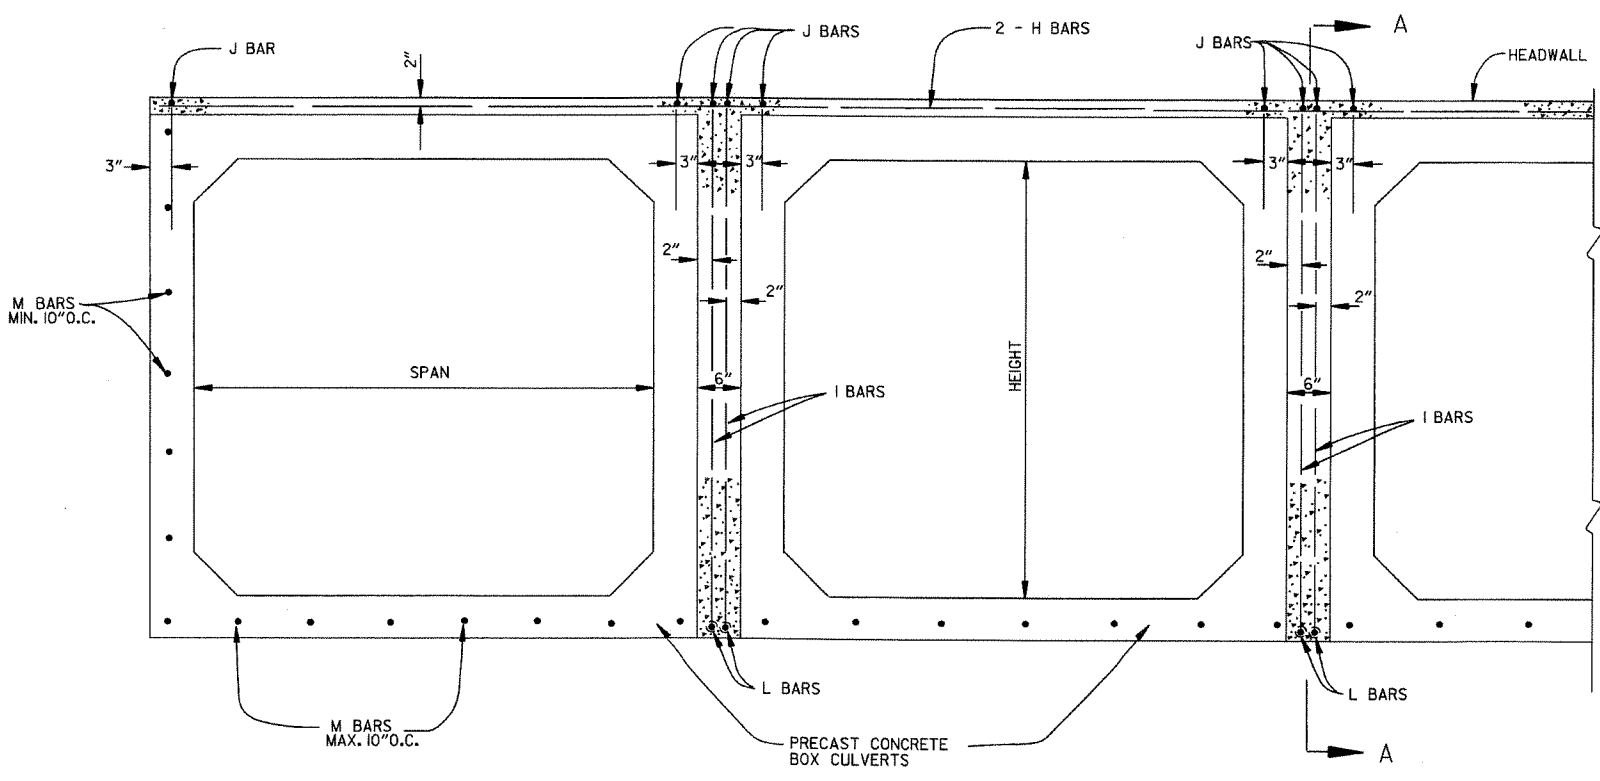 J BAR
2"
J BARS
2 - H BARS
J BARS
A
HEADWALL
3"
3"
3"
3"
3"
2"
2"
2"
2"
M BARS
MIN. 10"O.C.
SPAN
6"
I BARS
HEIGHT
6"
I BARS
L BARS
L BARS
M BARS
MAX. 10"O.C.
PRECAST CONCRETE
BOX CULVERTS
A